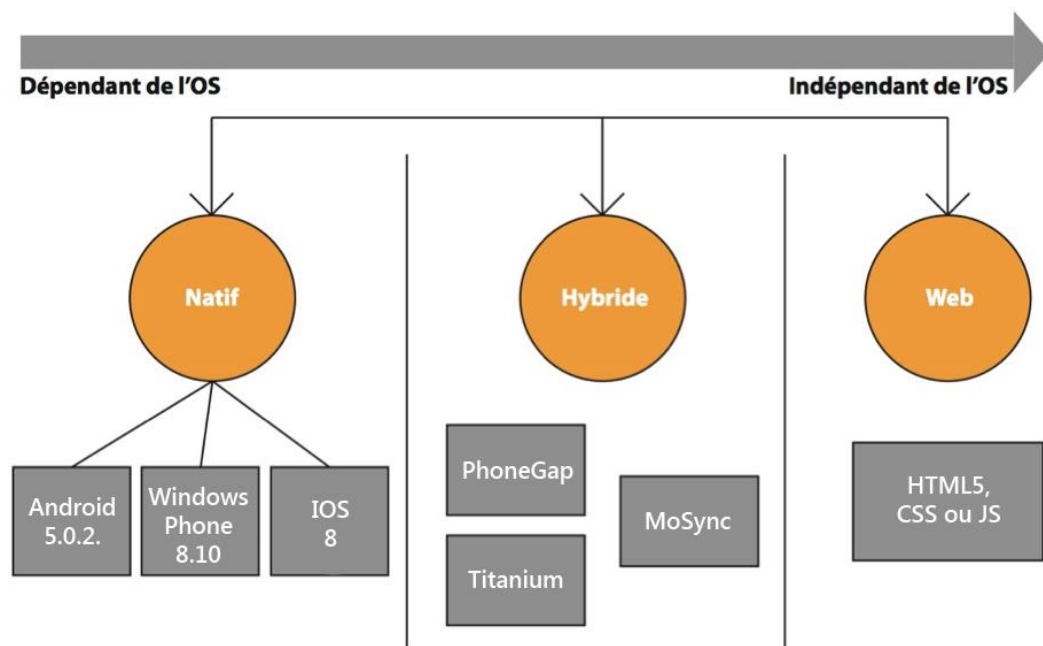 Dépendant de l'OS
Indépendant de l'OS
Natif
Hybride
Web
Android
5.0.2.
Windows
Phone
8.10
IOS
8
PhoneGap
Titanium
MoSync
HTML5,
CSS ou JS